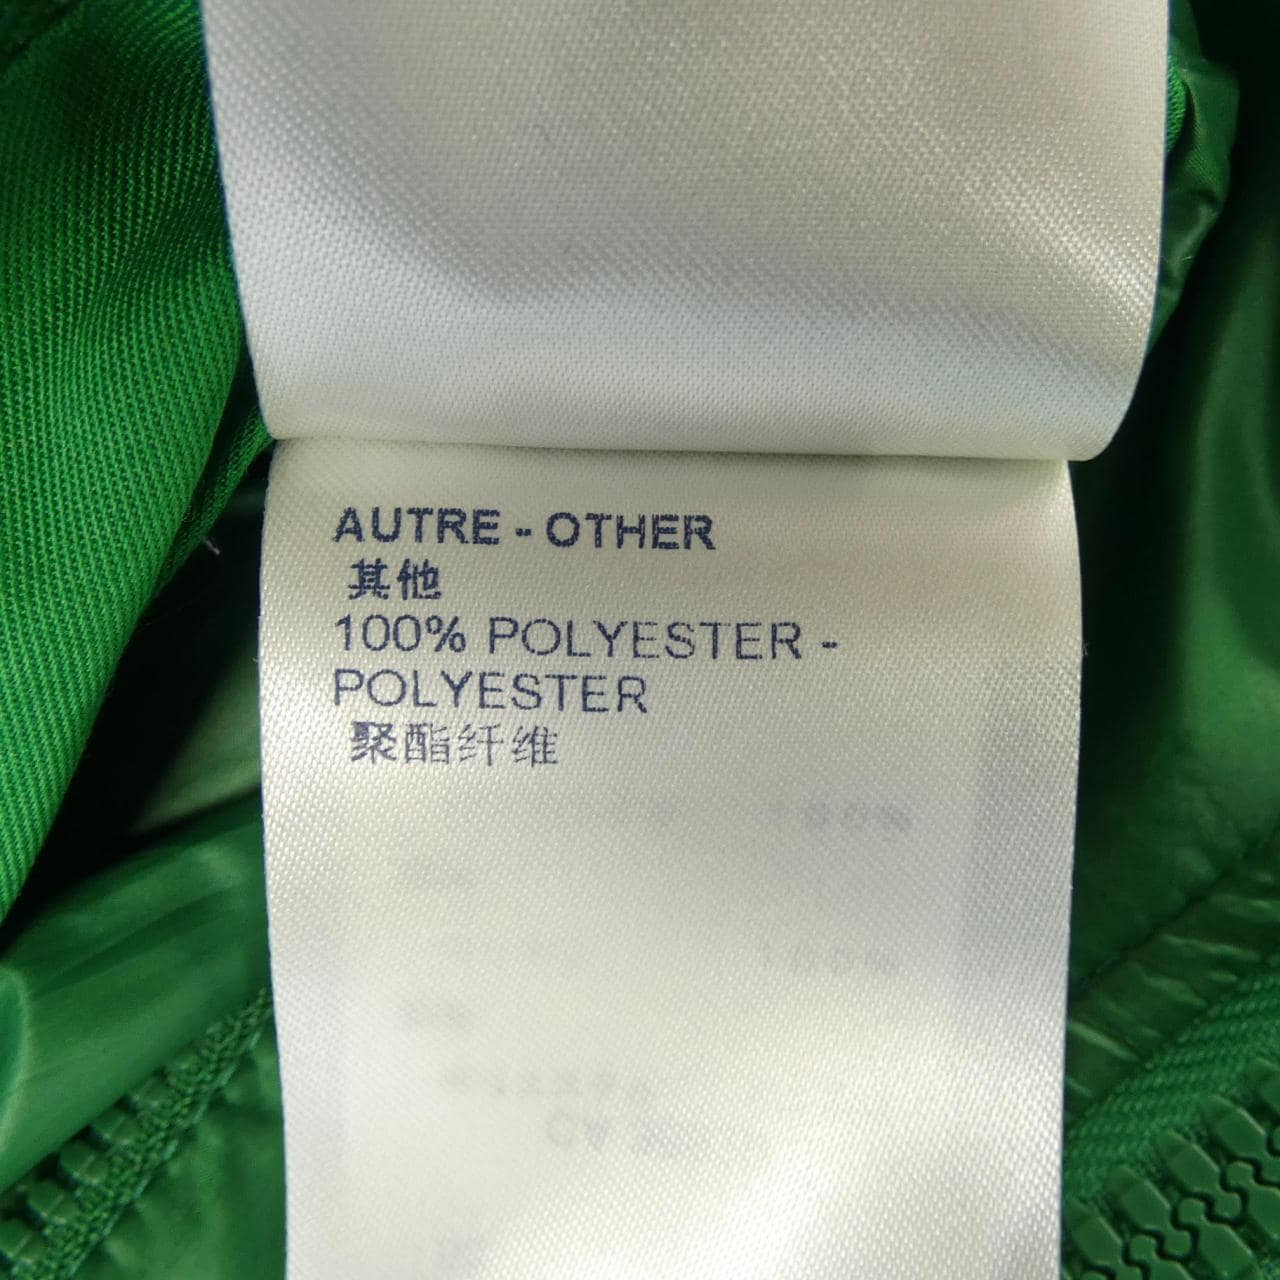 AUTRE - OTHER
其他
100% POLYESTER -
POLYESTER
聚酯纤维